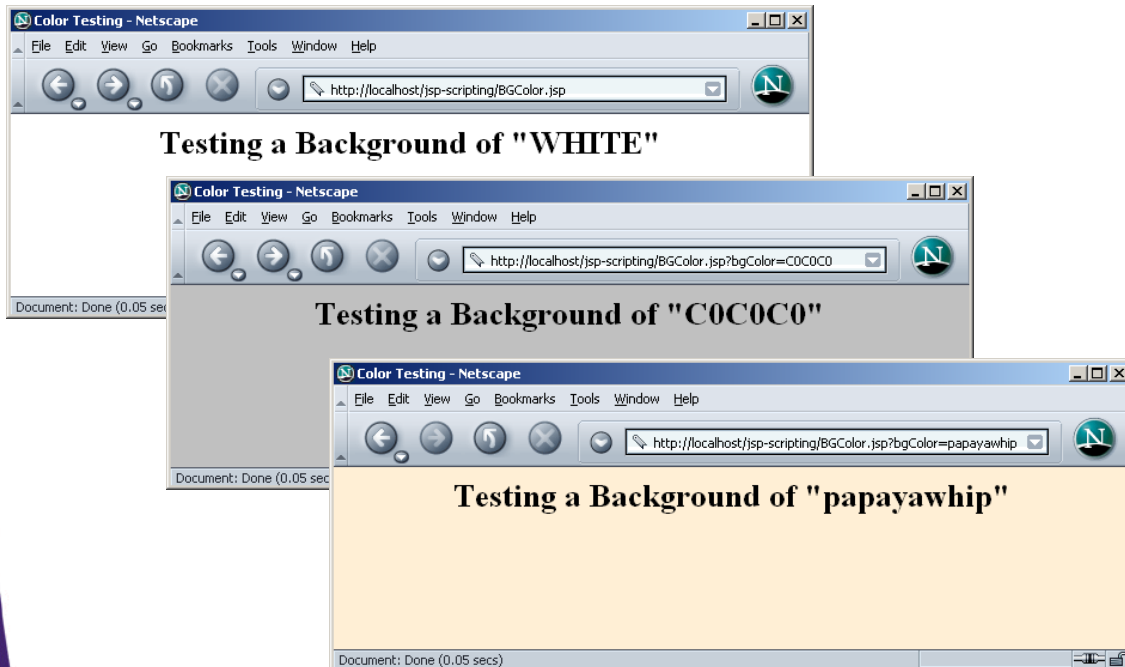 Color Testing - Netscape
File Edit View Go Bookmarks Tools Window Help
http://localhost/jsp-scripting/BGColor.jsp
N
Testing a Background of "WHITE"
Document: Done (0.05 sec
Color Testing - Netscape
File Edit View Go Bookmarks Tools Window Help
http://localhost/jsp-scripting/BGColor.jsp?bgColor=C0C0C0
N
Testing a Background of "C0C0C0"
Document: Done (0.05 sec
Color Testing - Netscape
File Edit View Go Bookmarks Tools Window Help
http://localhost/jsp-scripting/BGColor.jsp?bgColor=papayawhip
N
Testing a Background of "papayawhip"
Document: Done (0.05 secs)